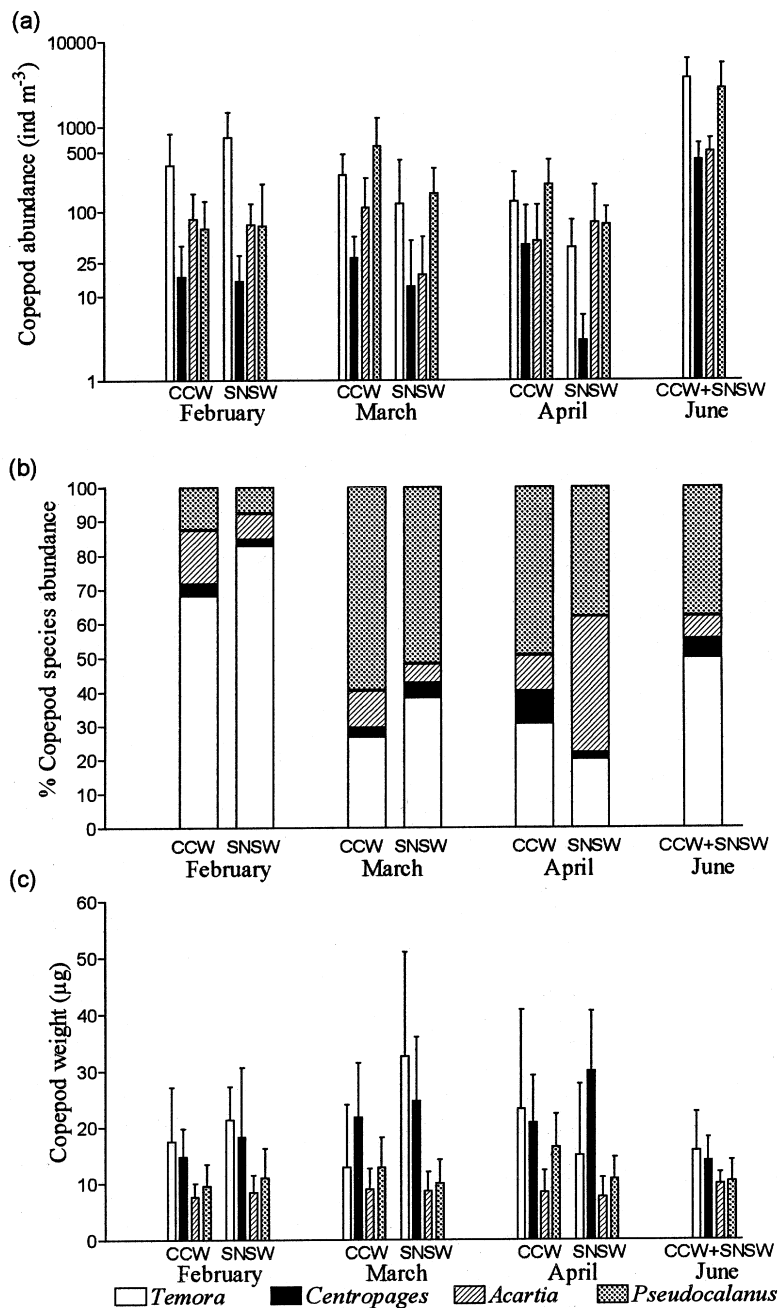 (a)
Copepod abundance (ind m⁻³)
10000
1000
500
100
25
10
1
CCW SNSW CCW SNSW CCW SNSW CCW+SNSW
February March April June
(b)
% Copepod species abundance
100
90
80
70
60
50
40
30
20
10
0
CCW SNSW CCW SNSW CCW SNSW CCW+SNSW
February March April June
(c)
Copepod weight (µg)
60
50
40
30
20
10
0
CCW SNSW CCW SNSW CCW SNSW CCW+SNSW
February March April June
Temora Centropages Acartia Pseudocalanus